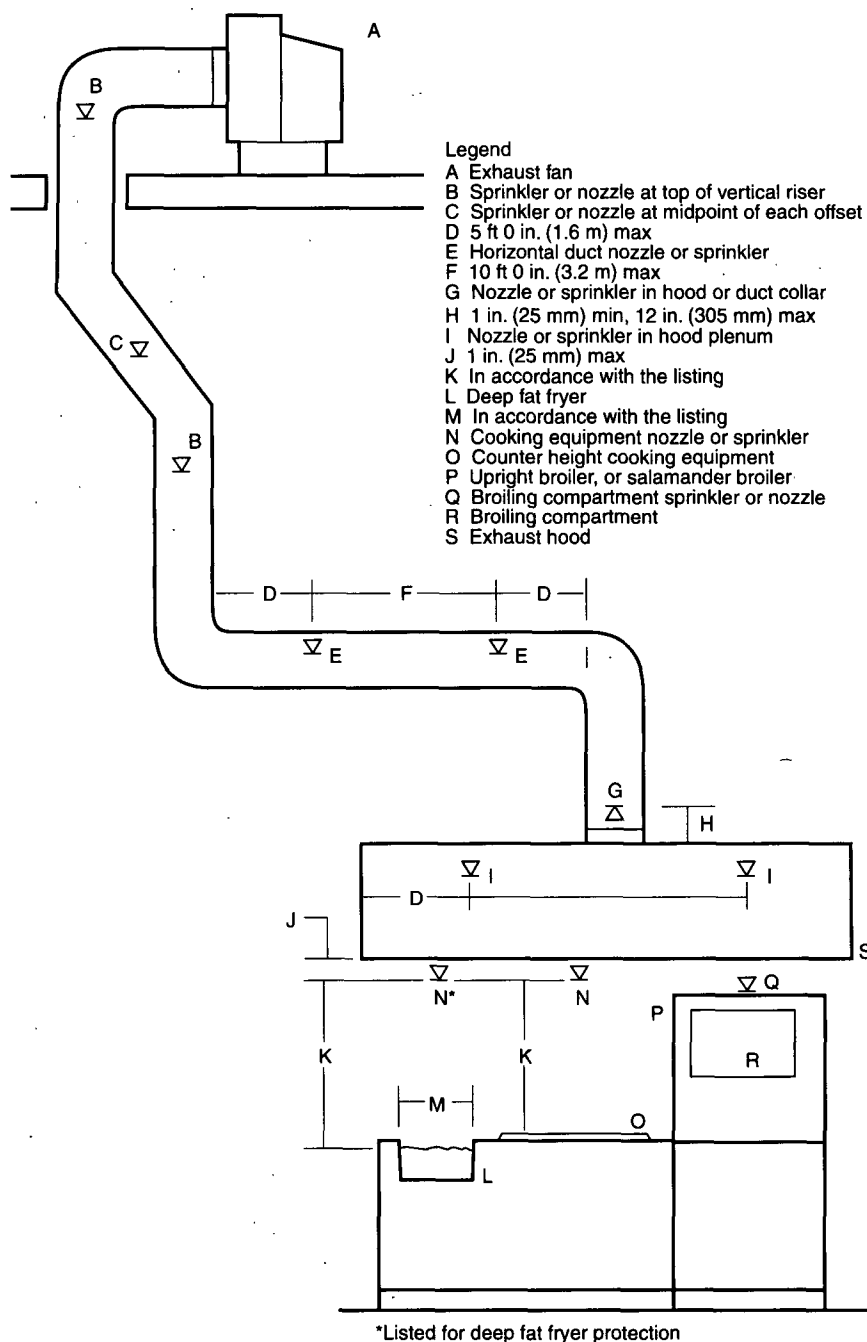 A
B
Legend
A Exhaust fan
B Sprinkler or nozzle at top of vertical riser
C Sprinkler or nozzle at midpoint of each offset
D 5 ft 0 in. (1.6 m) max
E Horizontal duct nozzle or sprinkler
F 10 ft 0 in. (3.2 m) max
G Nozzle or sprinkler in hood or duct collar
H 1 in. (25 mm) min, 12 in. (305 mm) max
I Nozzle or sprinkler in hood plenum
J 1 in. (25 mm) max
K In accordance with the listing
L Deep fat fryer
M In accordance with the listing
N Cooking equipment nozzle or sprinkler
O Counter height cooking equipment
P Upright broiler, or salamander broiler
Q Broiling compartment sprinkler or nozzle
R Broiling compartment
S Exhaust hood
C
B
D F D
E E
G
H
I I
D
J
S
N* N Q
P
K K R
M O
L
*Listed for deep fat fryer protection